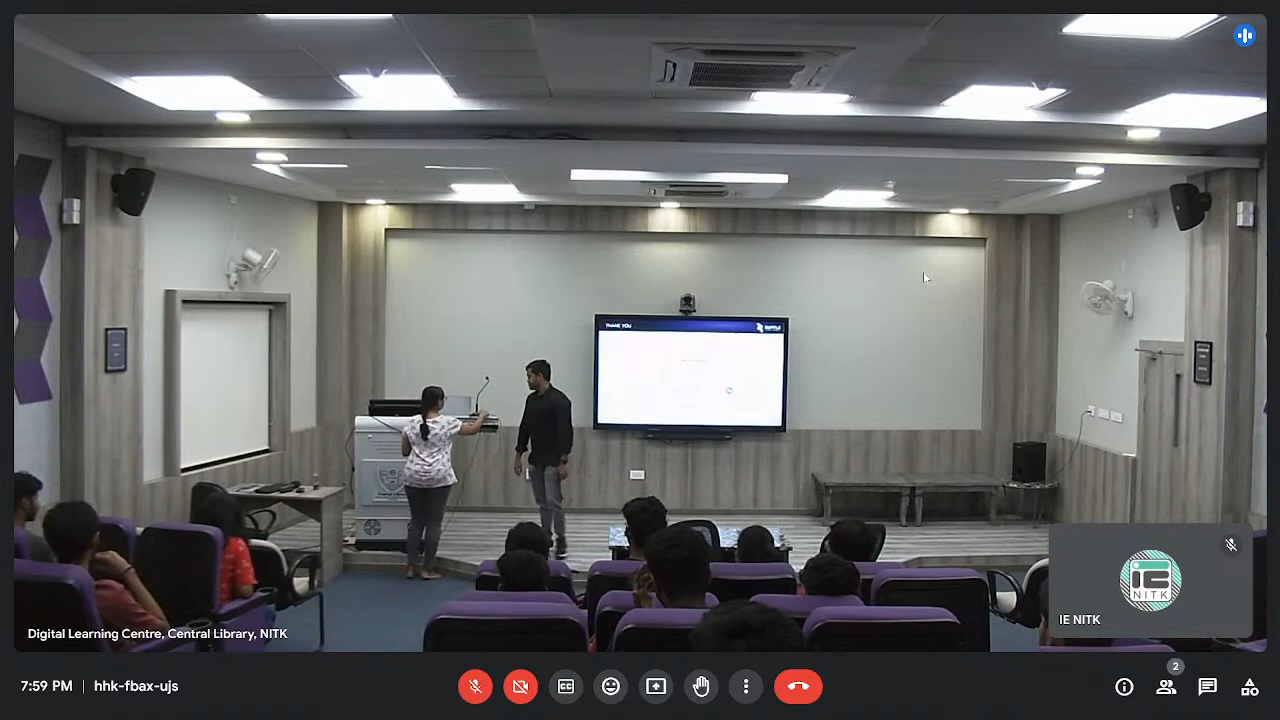 THANK YOU
iE
NITK
IE NITK
Digital Learning Centre, Central Library, NITK
7:59 PM
hhk-fbax-ujs
2